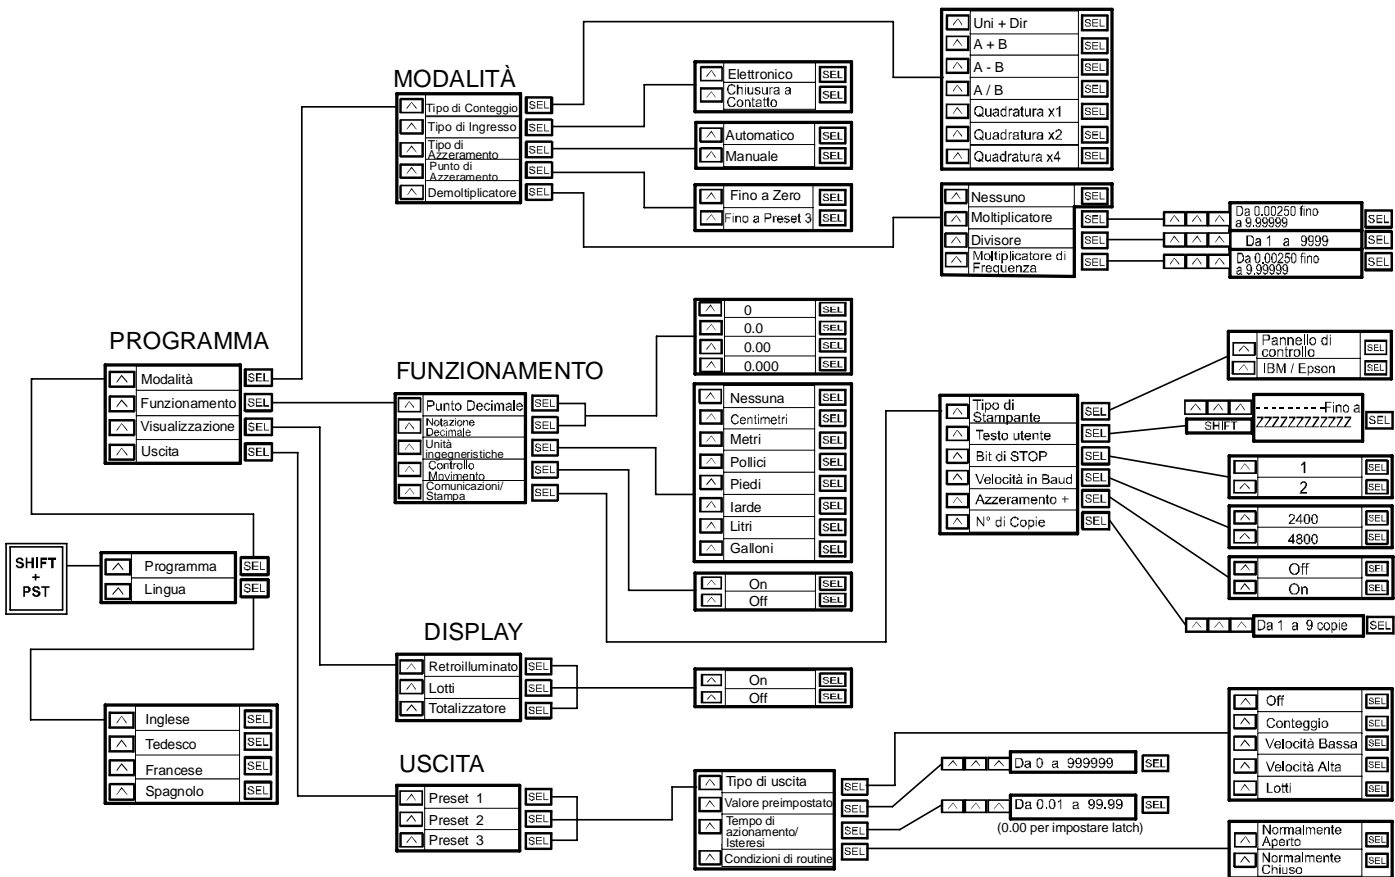 SHIFT
+
PST
Programma SEL
Lingua SEL
PROGRAMMA
Modalità SEL
Funzionamento SEL
Visualizzazione SEL
Uscita SEL
Inglese SEL
Tedesco SEL
Francese SEL
Spagnolo SEL
MODALITÀ
Tipo di Conteggio SEL
Tipo di Ingresso SEL
Tipo di
Azzeramento SEL
Punto di
Azzeramento SEL
Demoltiplicatore SEL
Elettronico SEL
Chiusura a
Contatto SEL
Automatico SEL
Manuale SEL
Fino a Zero SEL
Fino a Preset 3 SEL
Uni + Dir SEL
A + B SEL
A - B SEL
A / B SEL
Quadratura x1 SEL
Quadratura x2 SEL
Quadratura x4 SEL
Nessuno SEL
Moltiplicatore SEL
Divisore SEL
Moltiplicatore di
Frequenza SEL
Da 0.00250 fino
a 9.99999 SEL
Da 1 a 9999 SEL
Da 0.00250 fino
a 9.99999 SEL
FUNZIONAMENTO
Punto Decimale SEL
Notazione
Decimale SEL
Unità
ingegneristiche SEL
Controllo
Movimento SEL
Comunicazioni/
Stampa SEL
0 SEL
0.0 SEL
0.00 SEL
0.000 SEL
Nessuna SEL
Centimetri SEL
Metri SEL
Pollici SEL
Piedi SEL
Iarde SEL
Litri SEL
Galloni SEL
On SEL
Off SEL
Tipo di
Stampante SEL
Testo utente SEL
Bit di STOP SEL
Velocità in Baud SEL
Azzeramento + SEL
N° di Copie SEL
Pannello di
controllo SEL
IBM / Epson SEL
------------Fino a
SHIFT ZZZZZZZZZZZZ SEL
1 SEL
2 SEL
2400 SEL
4800 SEL
Off SEL
On SEL
Da 1 a 9 copie SEL
DISPLAY
Retroilluminato SEL
Lotti SEL
Totalizzatore SEL
On SEL
Off SEL
USCITA
Preset 1 SEL
Preset 2 SEL
Preset 3 SEL
Tipo di uscita SEL
Valore preimpostato SEL
Tempo di
azionamento/
Isteresi SEL
Condizioni di routine SEL
Da 0 a 999999 SEL
Da 0.01 a 99.99 SEL
(0.00 per impostare latch)
Off SEL
Conteggio SEL
Velocità Bassa SEL
Velocità Alta SEL
Lotti SEL
Normalmente
Aperto SEL
Normalmente
Chiuso SEL